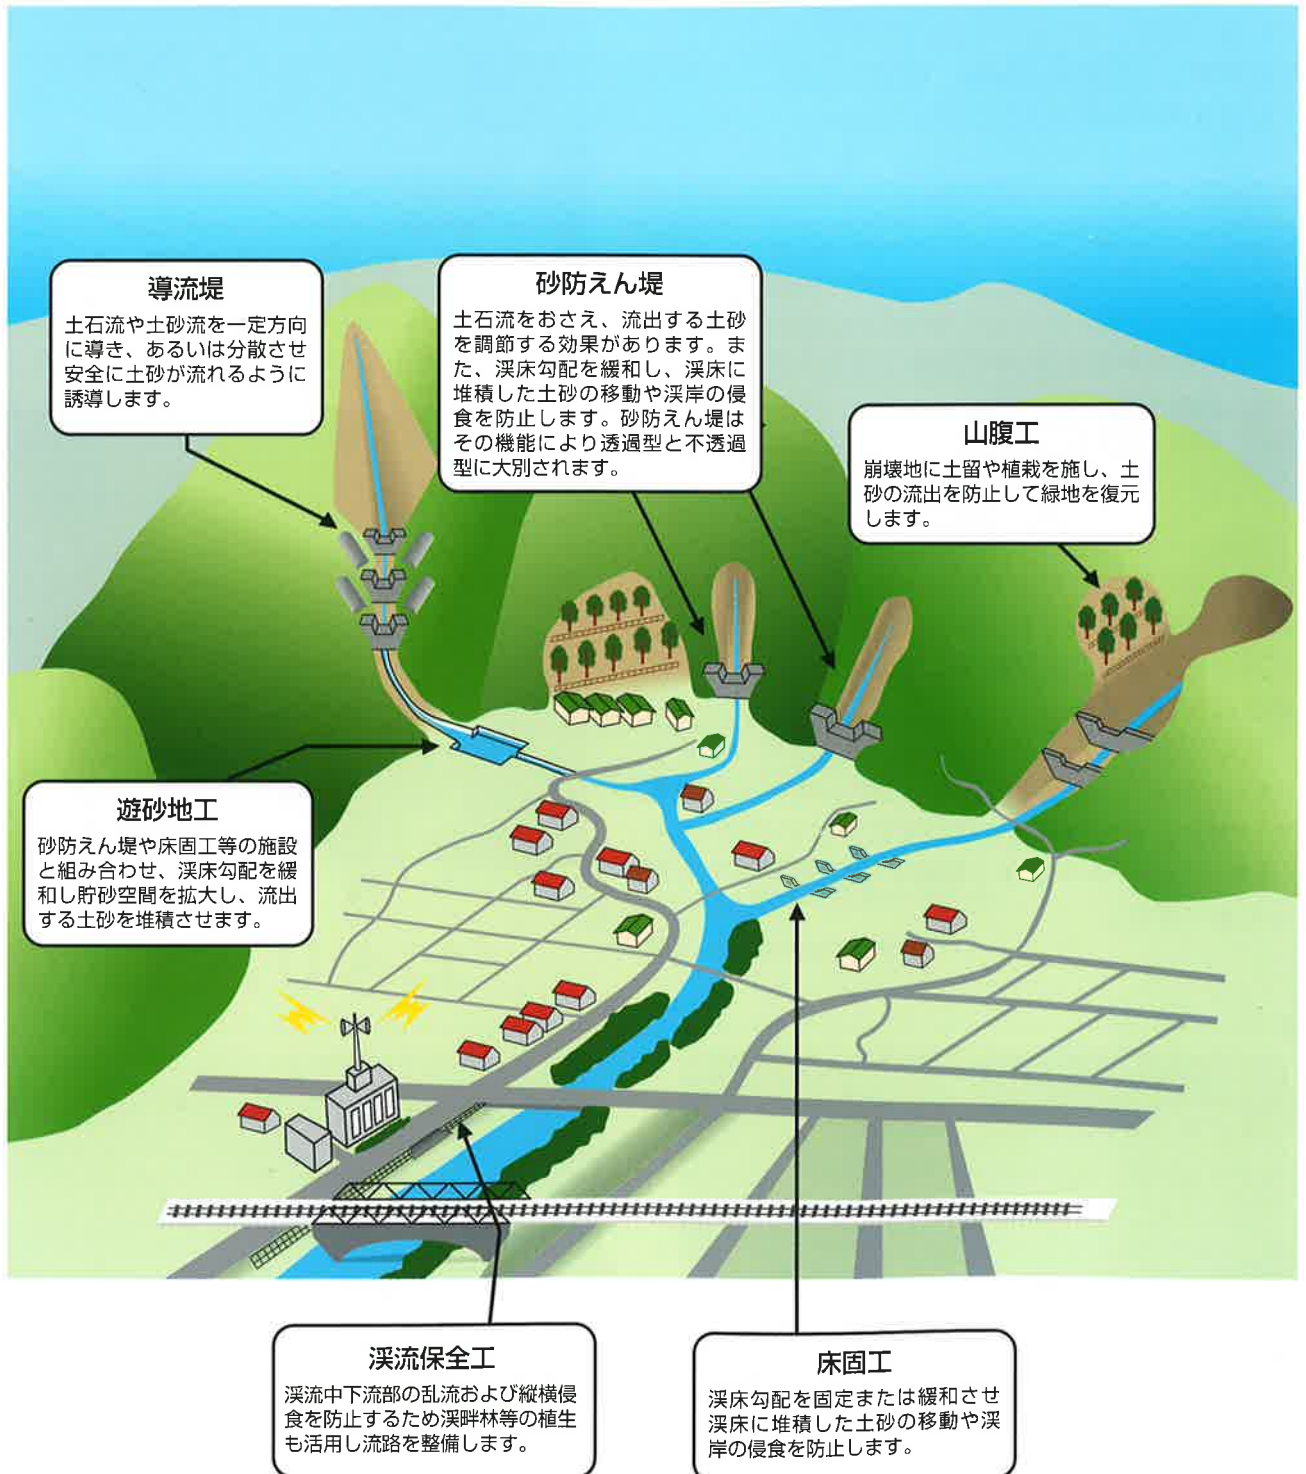 導流堤
土石流や土砂流を一定方向
に導き、あるいは分散させ
安全に土砂が流れるように
誘導します。
砂防えん堤
土石流をおさえ、流出する土砂
を調節する効果があります。ま
た、渓床勾配を緩和し、渓床に
堆積した土砂の移動や渓岸の侵
食を防止します。砂防えん堤は
その機能により透過型と不透過
型に大別されます。
山腹工
崩壊地に土留や植栽を施し、土
砂の流出を防止して緑地を復元
します。
遊砂地工
砂防えん堤や床固工等の施設
と組み合わせ、渓床勾配を緩
和し貯砂空間を拡大し、流出
する土砂を堆積させます。
渓流保全工
渓流中下流部の乱流および縦横侵
食を防止するため渓畔林等の植生
も活用し流路を整備します。
床固工
渓床勾配を固定または緩和させ
渓床に堆積した土砂の移動や渓
岸の侵食を防止します。